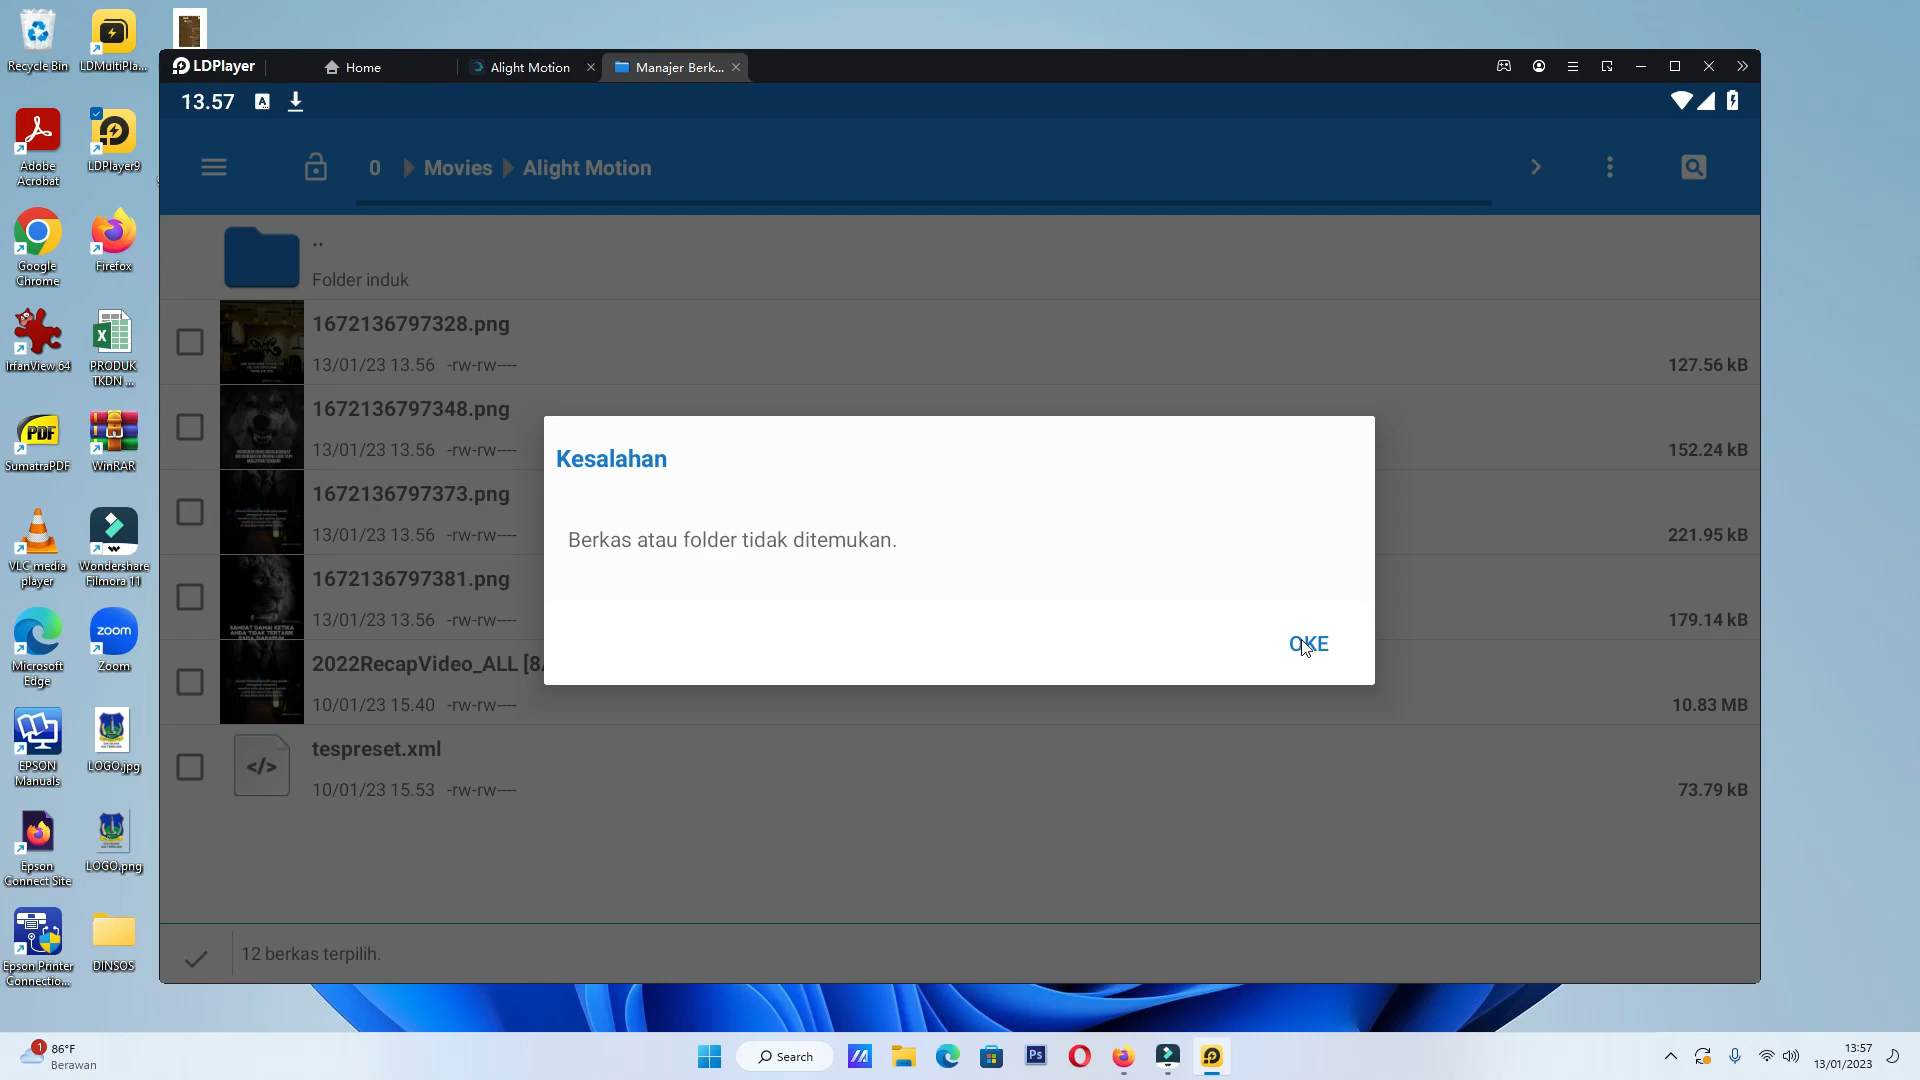 Recycle Bin
LDMultiPla...
Adobe
Acrobat
LDPlayer9
Google
Chrome
Firefox
IrfanView 64
PRODUK
TKDN ...
SumatraPDF
WinRAR
VLC media
player
Wondershare
Filmora 11
Microsoft
Edge
Zoom
EPSON
Manuals
LOGO.jpg
Epson
Connect Site
LOGO.png
Epson Printer
Connectio...
DINSOS
LDPlayer
Home
Alight Motion
Manajer Berk...
13.57
0
Movies
Alight Motion
..
Folder induk
1672136797328.png
13/01/23 13.56 -rw-rw----
127.56 kB
1672136797348.png
13/01/23 13.56 -rw-rw----
152.24 kB
1672136797373.png
13/01/23 13.56 -rw-rw----
221.95 kB
1672136797381.png
13/01/23 13.56 -rw-rw----
179.14 kB
2022RecapVideo_ALL [8
10/01/23 15.40 -rw-rw----
10.83 MB
tespreset.xml
10/01/23 15.53 -rw-rw----
73.79 kB
Kesalahan
Berkas atau folder tidak ditemukan.
OKE
12 berkas terpilih.
1
86°F
Berawan
Search
Ps
13:57
13/01/2023